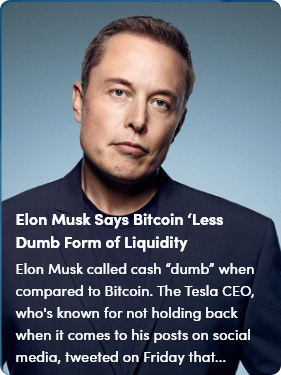 Elon Musk Says Bitcoin ‘Less
Dumb Form of Liquidity
Elon Musk called cash “dumb” when
compared to Bitcoin. The Tesla CEO,
who's known for not holding back
when it comes to his posts on social
media, tweeted on Friday that...